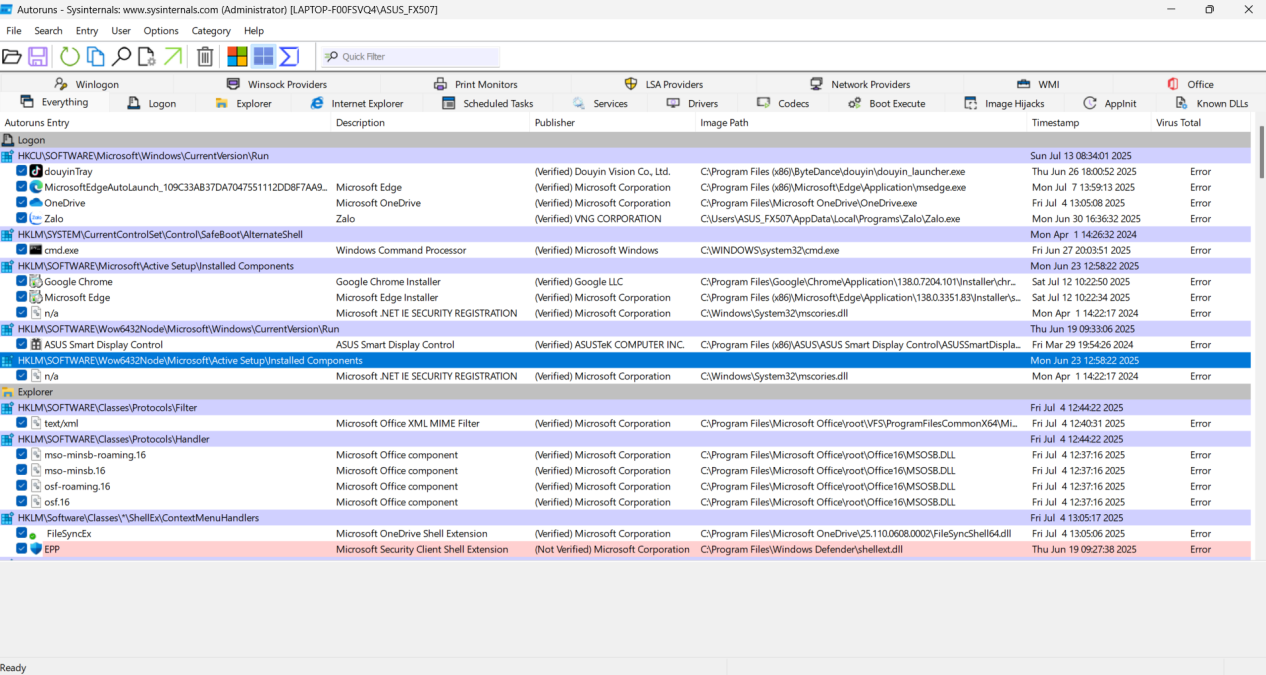 Autoruns - Sysinternals: www.sysinternals.com (Administrator) [LAPTOP-F00FSVQ4\ASUS_FX507]
File Search Entry User Options Category Help
Quick Filter
Winlogon Winsock Providers Print Monitors LSA Providers Network Providers WMI Office
Everything Logon Explorer Internet Explorer Scheduled Tasks Services Drivers Codecs Boot Execute Image Hijacks AppInit Known DLLs
Autoruns Entry Description Publisher Image Path Timestamp Virus Total
Logon
HKCU\SOFTWARE\Microsoft\Windows\CurrentVersion\Run Sun Jul 13 08:34:01 2025
douyinTray (Verified) Douyin Vision Co., Ltd. C:\Program Files (x86)\ByteDance\douyin\douyin_launcher.exe Thu Jun 26 18:00:52 2025 Error
MicrosoftEdgeAutoLaunch_109C33AB37DA7047551112DD8F7AA9... Microsoft Edge (Verified) Microsoft Corporation C:\Program Files (x86)\Microsoft\Edge\Application\msedge.exe Mon Jul 7 13:59:13 2025 Error
OneDrive Microsoft OneDrive (Verified) Microsoft Corporation C:\Program Files\Microsoft OneDrive\OneDrive.exe Fri Jul 4 13:05:08 2025 Error
Zalo Zalo (Verified) VNG CORPORATION C:\Users\ASUS_FX507\AppData\Local\Programs\Zalo\Zalo.exe Mon Jun 30 16:36:32 2025 Error
HKLM\SYSTEM\CurrentControlSet\Control\SafeBoot\AlternateShell Mon Apr 1 14:26:32 2024
cmd.exe Windows Command Processor (Verified) Microsoft Windows C:\WINDOWS\system32\cmd.exe Fri Jun 27 20:03:51 2025 Error
HKLM\SOFTWARE\Microsoft\Active Setup\Installed Components Mon Jun 23 12:58:22 2025
Google Chrome Google Chrome Installer (Verified) Google LLC C:\Program Files\Google\Chrome\Application\138.0.7204.101\Installer\chr... Sat Jul 12 10:22:50 2025 Error
Microsoft Edge Microsoft Edge Installer (Verified) Microsoft Corporation C:\Program Files (x86)\Microsoft\Edge\Application\138.0.3351.83\Installer\s... Sat Jul 12 10:22:34 2025 Error
n/a Microsoft .NET IE SECURITY REGISTRATION (Verified) Microsoft Corporation C:\Windows\System32\mscories.dll Mon Apr 1 14:22:17 2024 Error
HKLM\SOFTWARE\Wow6432Node\Microsoft\Windows\CurrentVersion\Run Thu Jun 19 09:33:06 2025
ASUS Smart Display Control ASUS Smart Display Control (Verified) ASUSTeK COMPUTER INC. C:\Program Files (x86)\ASUS\ASUS Smart Display Control\ASUSSmartDispla... Fri Mar 29 19:54:26 2024 Error
HKLM\SOFTWARE\Wow6432Node\Microsoft\Active Setup\Installed Components Mon Jun 23 12:58:22 2025
n/a Microsoft .NET IE SECURITY REGISTRATION (Verified) Microsoft Corporation C:\Windows\System32\mscories.dll Mon Apr 1 14:22:17 2024 Error
Explorer
HKLM\SOFTWARE\Classes\Protocols\Filter Fri Jul 4 12:44:22 2025
text/xml Microsoft Office XML MIME Filter (Verified) Microsoft Corporation C:\Program Files\Microsoft Office\root\VFS\ProgramFilesCommonX64\Mi... Fri Jul 4 12:40:31 2025 Error
HKLM\SOFTWARE\Classes\Protocols\Handler Fri Jul 4 12:44:22 2025
mso-minsb-roaming.16 Microsoft Office component (Verified) Microsoft Corporation C:\Program Files\Microsoft Office\root\Office16\MSOSB.DLL Fri Jul 4 12:37:16 2025 Error
mso-minsb.16 Microsoft Office component (Verified) Microsoft Corporation C:\Program Files\Microsoft Office\root\Office16\MSOSB.DLL Fri Jul 4 12:37:16 2025 Error
osf-roaming.16 Microsoft Office component (Verified) Microsoft Corporation C:\Program Files\Microsoft Office\root\Office16\MSOSB.DLL Fri Jul 4 12:37:16 2025 Error
osf.16 Microsoft Office component (Verified) Microsoft Corporation C:\Program Files\Microsoft Office\root\Office16\MSOSB.DLL Fri Jul 4 12:37:16 2025 Error
HKLM\Software\Classes\*\ShellEx\ContextMenuHandlers Fri Jul 4 13:05:17 2025
FileSyncEx Microsoft OneDrive Shell Extension (Verified) Microsoft Corporation C:\Program Files\Microsoft OneDrive\25.110.0608.0002\FileSyncShell64.dll Fri Jul 4 13:05:06 2025 Error
EPP Microsoft Security Client Shell Extension (Not Verified) Microsoft Corporation C:\Program Files\Windows Defender\shellext.dll Thu Jun 19 09:27:38 2025 Error
Ready